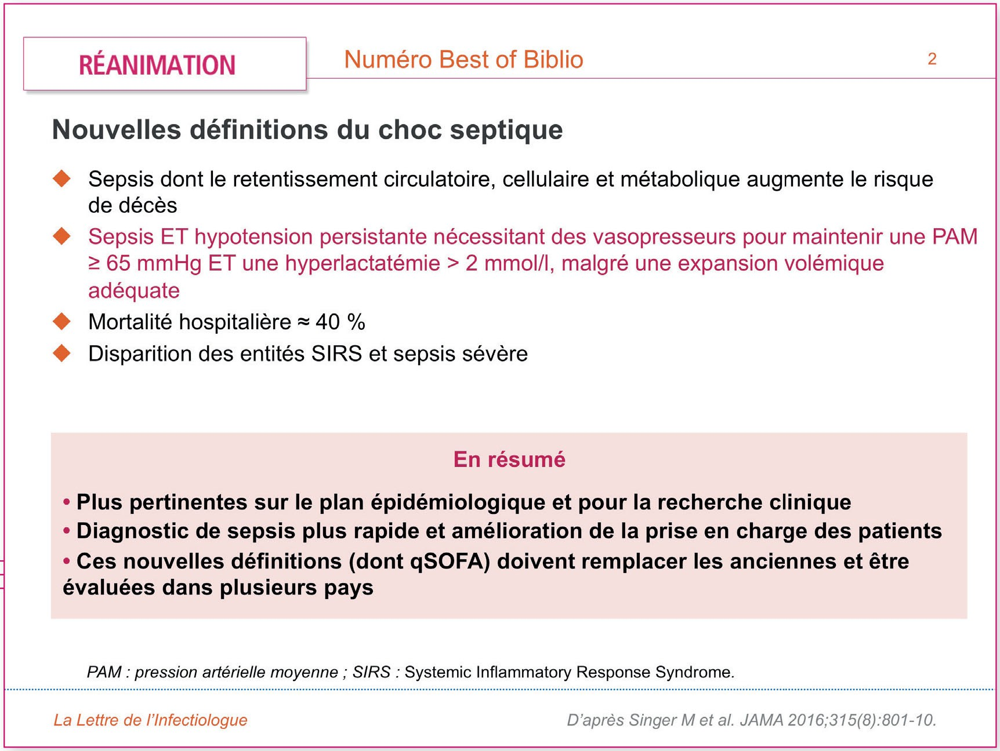 RÉANIMATION
Numéro Best of Biblio
2
Nouvelles définitions du choc septique
Sepsis dont le retentissement circulatoire, cellulaire et métabolique augmente le risque
de décès
Sepsis ET hypotension persistante nécessitant des vasopresseurs pour maintenir une PAM
≥ 65 mmHg ET une hyperlactatémie > 2 mmol/l, malgré une expansion volémique
adéquate
Mortalité hospitalière ≈ 40 %
Disparition des entités SIRS et sepsis sévère
En résumé
• Plus pertinentes sur le plan épidémiologique et pour la recherche clinique
• Diagnostic de sepsis plus rapide et amélioration de la prise en charge des patients
• Ces nouvelles définitions (dont qSOFA) doivent remplacer les anciennes et être
évaluées dans plusieurs pays
PAM : pression artérielle moyenne ; SIRS : Systemic Inflammatory Response Syndrome.
La Lettre de l’Infectiologue
D’après Singer M et al. JAMA 2016;315(8):801-10.